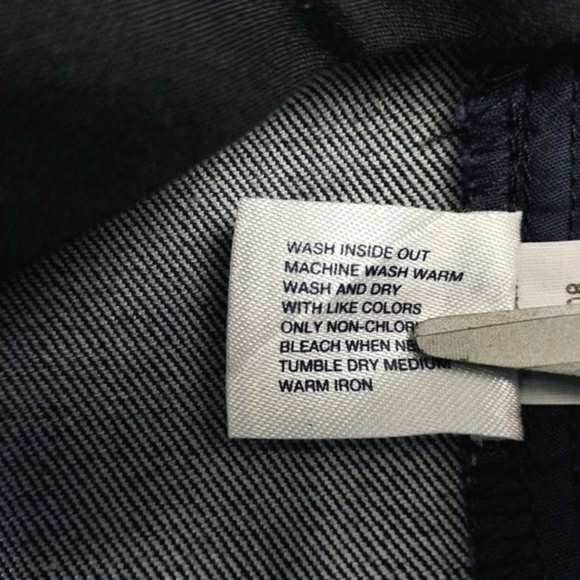 WASH INSIDE OUT
MACHINE WASH WARM
WASH AND DRY
WITH LIKE COLORS
ONLY
BLEACH WHEN
TUMBLE DRY MEDIUM
WARM IRON